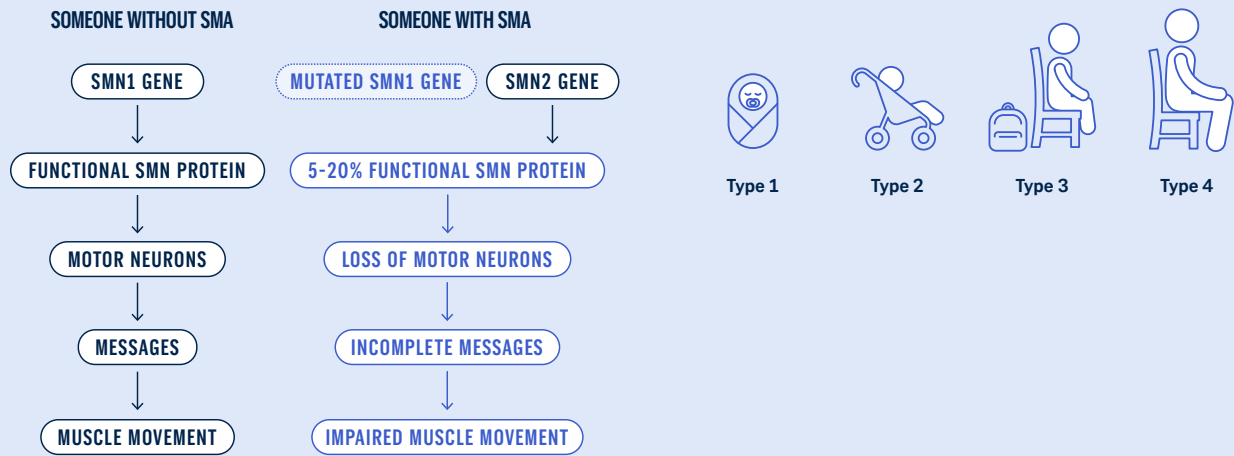 SOMEONE WITHOUT SMA
SMN1 GENE
FUNCTIONAL SMN PROTEIN
MOTOR NEURONS
MESSAGES
MUSCLE MOVEMENT
SOMEONE WITH SMA
MUTATED SMN1 GENE
SMN2 GENE
5-20% FUNCTIONAL SMN PROTEIN
LOSS OF MOTOR NEURONS
INCOMPLETE MESSAGES
IMPAIRED MUSCLE MOVEMENT
Type 1
Type 2
Type 3
Type 4